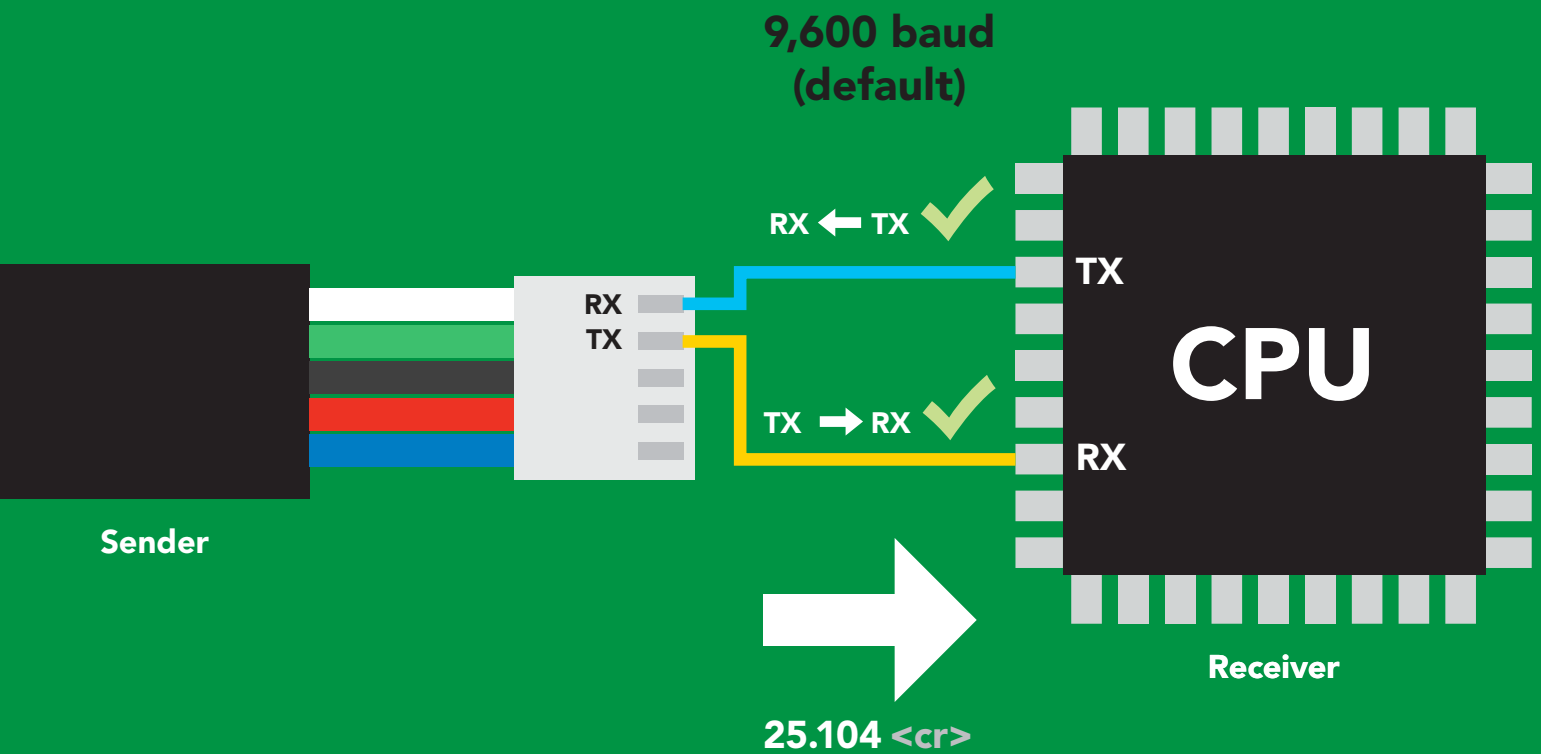 9,600 baud
(default)
RX TX
TX
RX
TX
CPU
TX RX
RX
Sender
Receiver
25.104 <cr>